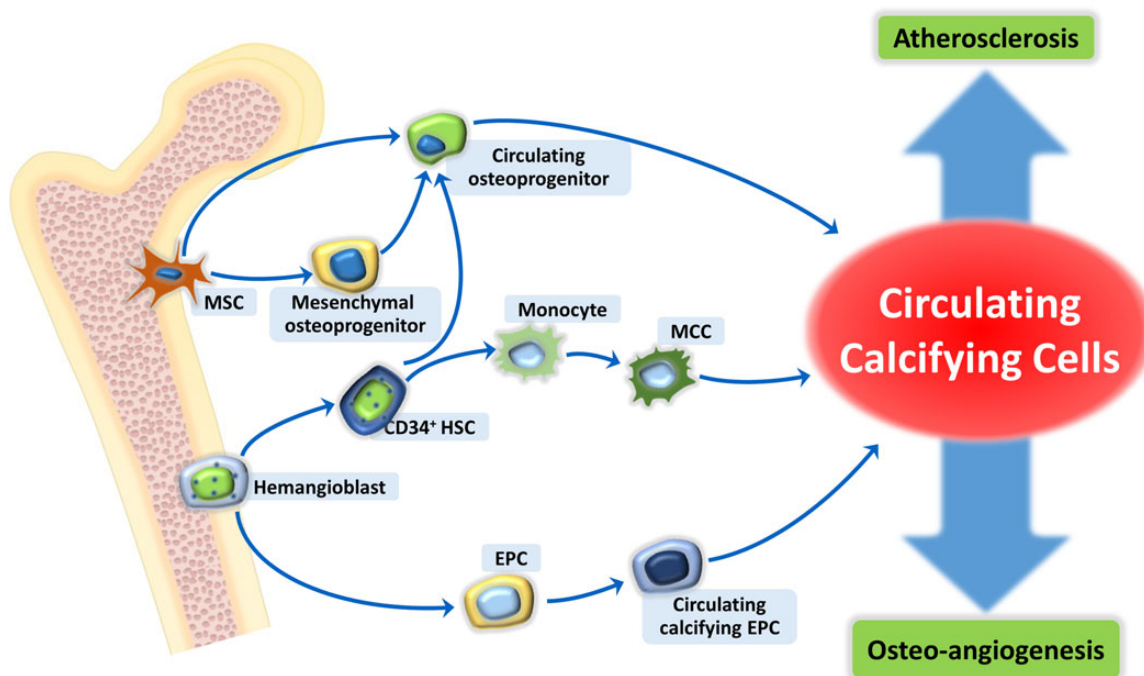 Atherosclerosis
Circulating
osteoprogenitor
MSC
Mesenchymal
osteoprogenitor
Monocyte
MCC
Circulating
Calcifying Cells
CD34⁺ HSC
Hemangioblast
EPC
Circulating
calcifying EPC
Osteo-angiogenesis